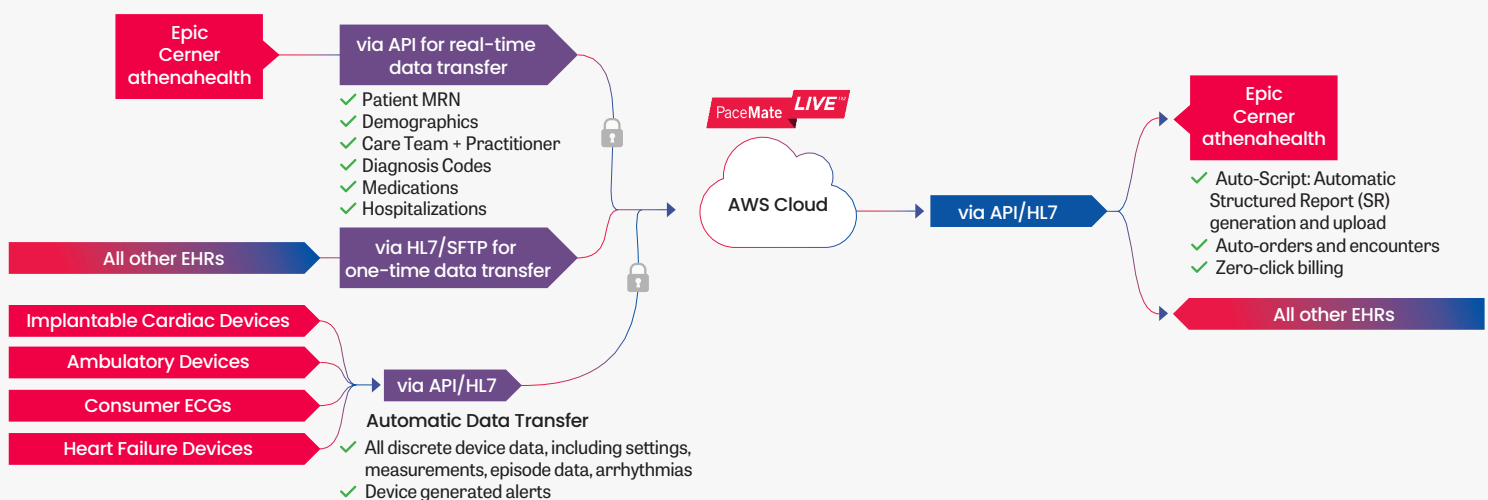 Epic
Cerner
athenahealth
via API for real-time
data transfer
Patient MRN
Demographics
Care Team + Practitioner
Diagnosis Codes
Medications
Hospitalizations
All other EHRs
via HL7/SFTP for
one-time data transfer
Implantable Cardiac Devices
Ambulatory Devices
Consumer ECGs
Heart Failure Devices
via API/HL7
Automatic Data Transfer
All discrete device data, including settings,
measurements, episode data, arrhythmias
Device generated alerts
PaceMate LIVE™
AWS Cloud
via API/HL7
Epic
Cerner
athenahealth
Auto-Script: Automatic
Structured Report (SR)
generation and upload
Auto-orders and encounters
Zero-click billing
All other EHRs